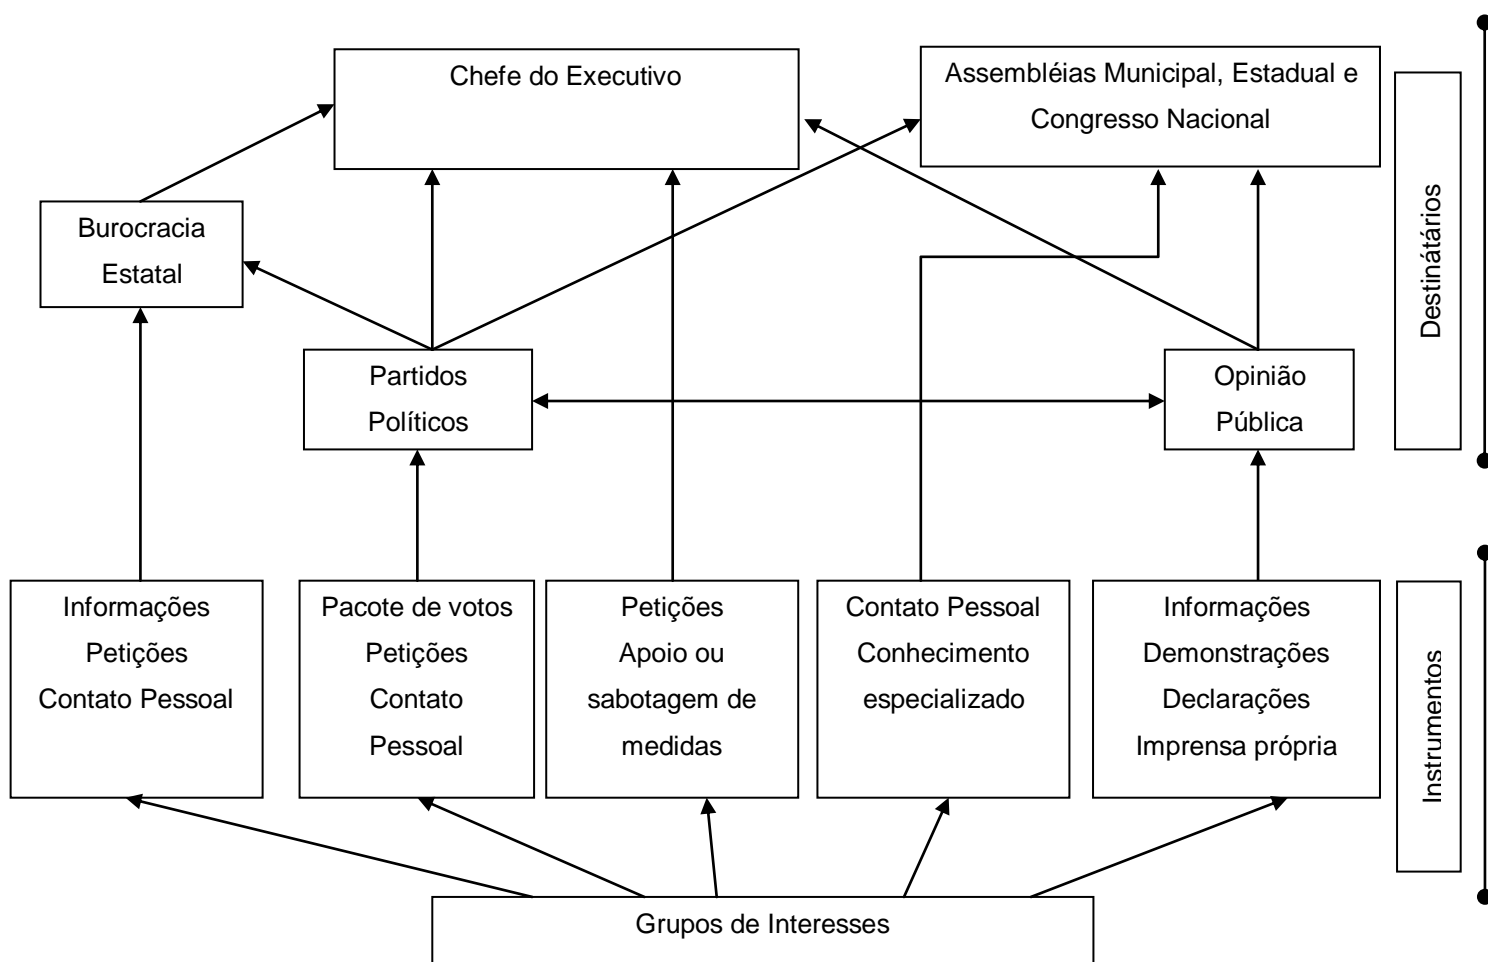 Chefe do Executivo
Assembléias Municipal, Estadual e
Congresso Nacional
Burocracia
Estatal
Partidos
Políticos
Opinião
Pública
Destinátários
Informações
Petições
Contato Pessoal
Pacote de votos
Petições
Contato
Pessoal
Petições
Apoio ou
sabotagem de
medidas
Contato Pessoal
Conhecimento
especializado
Informações
Demonstrações
Declarações
Imprensa própria
Instrumentos
Grupos de Interesses